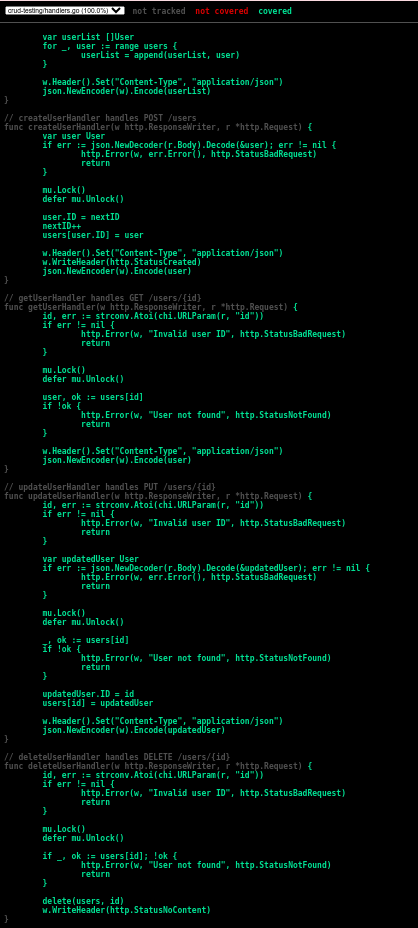 crud-testing/handlers.go (100.0%) not tracked not covered covered
var userList []User
for _, user := range users {
userList = append(userList, user)
}
w.Header().Set("Content-Type", "application/json")
json.NewEncoder(w).Encode(userList)
}
// createUserHandler handles POST /users
func createUserHandler(w http.ResponseWriter, r *http.Request) {
var user User
if err := json.NewDecoder(r.Body).Decode(&user); err != nil {
http.Error(w, err.Error(), http.StatusBadRequest)
return
}
mu.Lock()
defer mu.Unlock()
user.ID = nextID
nextID++
users[user.ID] = user
w.Header().Set("Content-Type", "application/json")
w.WriteHeader(http.StatusCreated)
json.NewEncoder(w).Encode(user)
}
// getUserHandler handles GET /users/{id}
func getUserHandler(w http.ResponseWriter, r *http.Request) {
id, err := strconv.Atoi(chi.URLParam(r, "id"))
if err != nil {
http.Error(w, "Invalid user ID", http.StatusBadRequest)
return
}
mu.Lock()
defer mu.Unlock()
user, ok := users[id]
if !ok {
http.Error(w, "User not found", http.StatusNotFound)
return
}
w.Header().Set("Content-Type", "application/json")
json.NewEncoder(w).Encode(user)
}
// updateUserHandler handles PUT /users/{id}
func updateUserHandler(w http.ResponseWriter, r *http.Request) {
id, err := strconv.Atoi(chi.URLParam(r, "id"))
if err != nil {
http.Error(w, "Invalid user ID", http.StatusBadRequest)
return
}
var updatedUser User
if err := json.NewDecoder(r.Body).Decode(&updatedUser); err != nil {
http.Error(w, err.Error(), http.StatusBadRequest)
return
}
mu.Lock()
defer mu.Unlock()
_, ok := users[id]
if !ok {
http.Error(w, "User not found", http.StatusNotFound)
return
}
updatedUser.ID = id
users[id] = updatedUser
w.Header().Set("Content-Type", "application/json")
json.NewEncoder(w).Encode(updatedUser)
}
// deleteUserHandler handles DELETE /users/{id}
func deleteUserHandler(w http.ResponseWriter, r *http.Request) {
id, err := strconv.Atoi(chi.URLParam(r, "id"))
if err != nil {
http.Error(w, "Invalid user ID", http.StatusBadRequest)
return
}
mu.Lock()
defer mu.Unlock()
if _, ok := users[id]; !ok {
http.Error(w, "User not found", http.StatusNotFound)
return
}
delete(users, id)
w.WriteHeader(http.StatusNoContent)
}